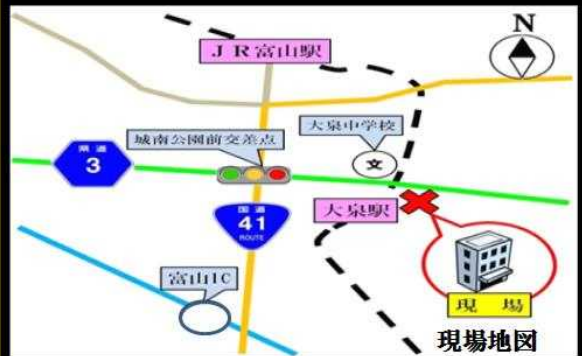 N
JR富山駅
大泉中学校
城南公園前交差点
県道
3
文
大泉駅
国道
41
ROUTE
富山IC
現場
現場地図